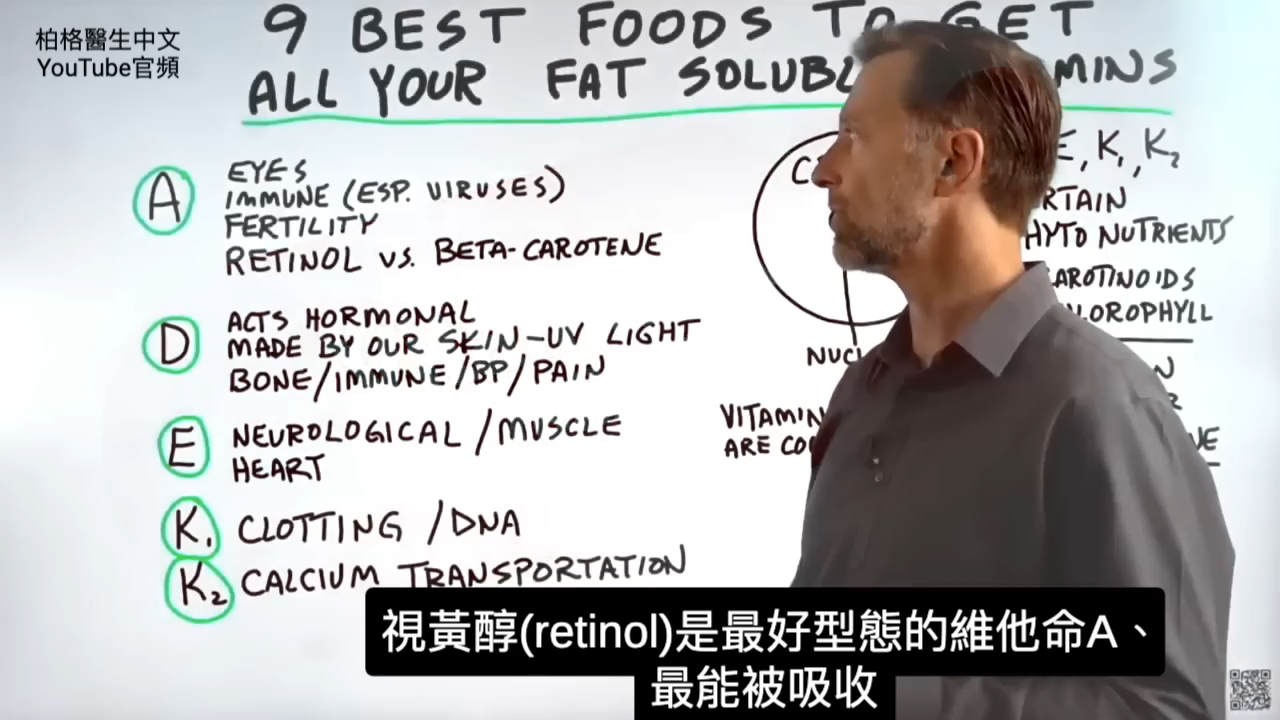 柏格醫生中文
YouTube官頻
9 BEST FOODS TO GET
ALL YOUR FAT SOLUBL
MINS
A
EYES
IMMUNE (ESP. VIRUSES)
FERTILITY
RETINOL vs. BETA-CAROTENE
D
ACTS HORMONAL
MADE BY OUR SKIN-UV LIGHT
BONE/IMMUNE/BP/PAIN
E
NEUROLOGICAL/MUSCLE
HEART
K₁ CLOTTING/DNA
K₂ CALCIUM TRANSPORTATION
E, K₁, K₂
RTAIN
HYTO NUTRIENTS
AROTINOIDS
LOROPHYLL
NUCL
VITAMIN
ARE CO
視黃醇(retinol)是最好型態的維他命A、
最能被吸收